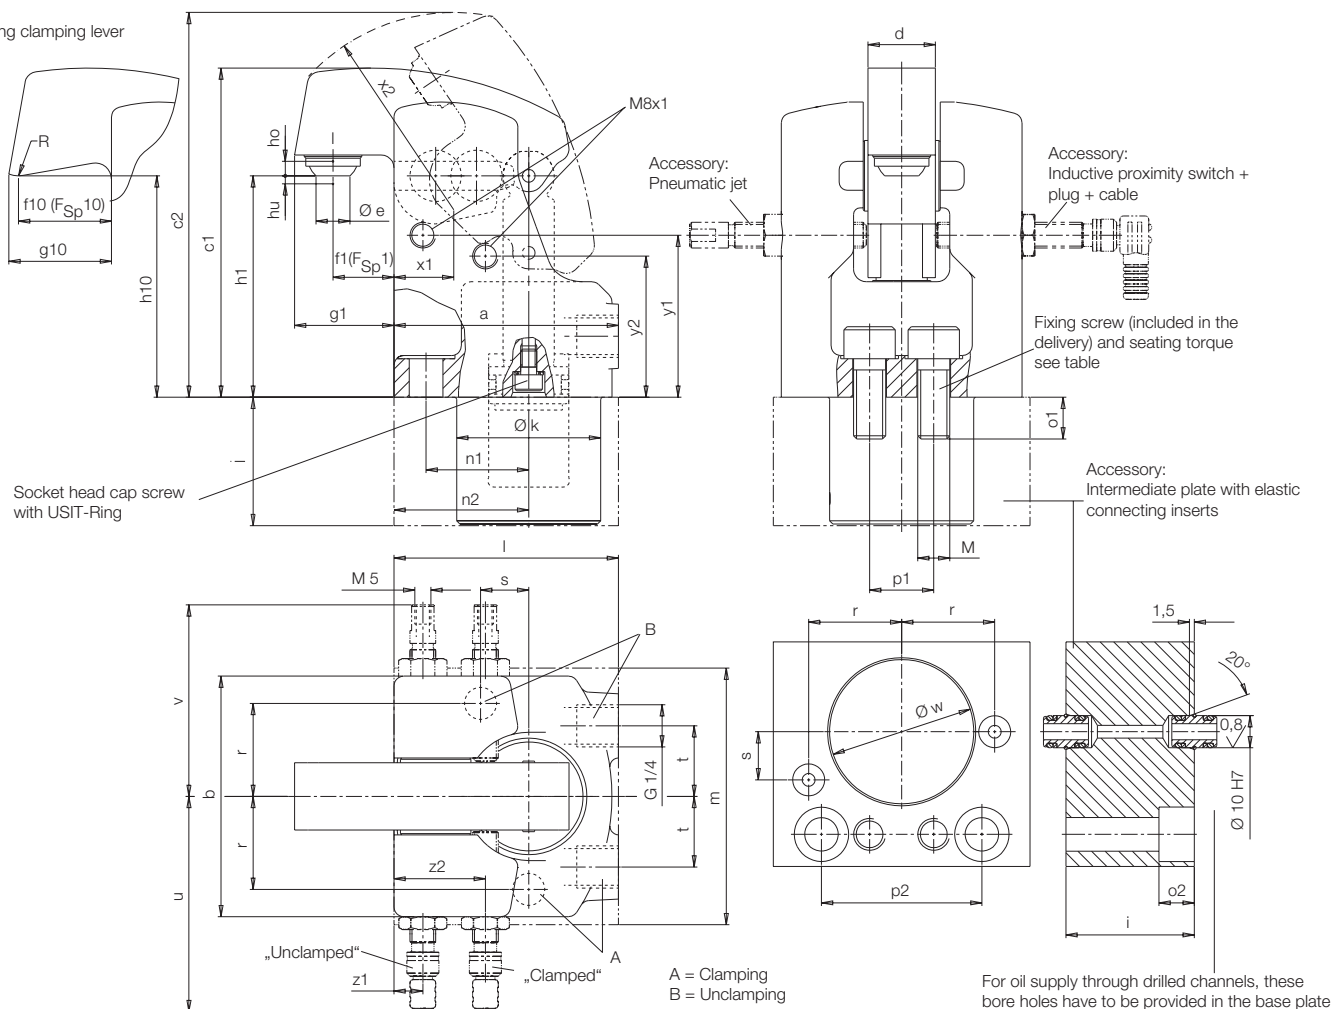 ng clamping lever
R
f10 (FSp10)
g10
h10
c2
c1
h1
ho
hu
Ø e
f1(FSp1)
x1
x2
g1
a
M8x1
y2
y1
Ø k
n1
n2
i
Socket head cap screw
with USIT-Ring
d
Accessory:
Pneumatic jet
Accessory:
Inductive proximity switch +
plug + cable
Fixing screw (included in the
delivery) and seating torque
see table
o1
Accessory:
Intermediate plate with elastic
connecting inserts
M
p1
l
M 5
s
B
v
r
b
r
u
z2
G 1/4
t
t
m
„Unclamped“
„Clamped“
z1
A
A = Clamping
B = Unclamping
r
r
Ø w
s
p2
1,5
20°
0,8
Ø 10 H7
o2
i
For oil supply through drilled channels, these
bore holes have to be provided in the base plate